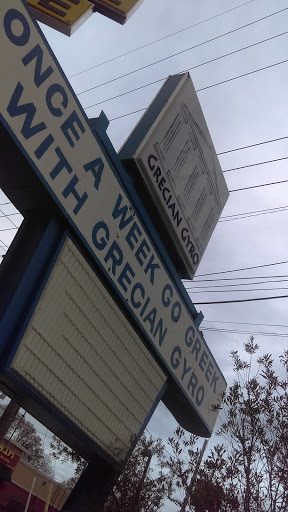 GRECIAN GYRO
ONCE A WEEK GO GREEK
WITH GRECIAN GYRO